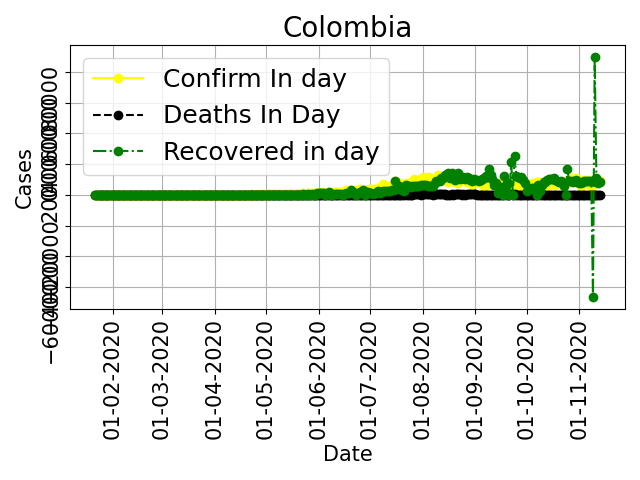 Colombia
Confirm In day
Deaths In Day
Recovered in day
Cases
01-02-2020
01-03-2020
01-04-2020
01-05-2020
01-06-2020
01-07-2020
01-08-2020
01-09-2020
01-10-2020
01-11-2020
Date